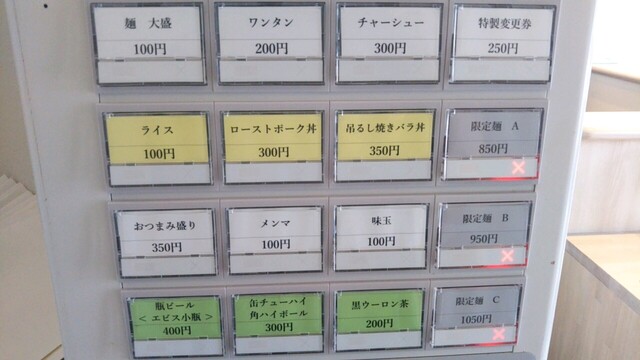 麺 大盛
100円
ワンタン
200円
チャーシュー
300円
特製変更券
250円
ライス
100円
ローストポーク丼
300円
吊るし焼きバラ丼
350円
限定麺 A
850円
おつまみ盛り
350円
メンマ
100円
味玉
100円
限定麺 B
950円
瓶ビール
＜ エビス小瓶 ＞
400円
缶チューハイ
角ハイボール
300円
黒ウーロン茶
200円
限定麺 C
1050円